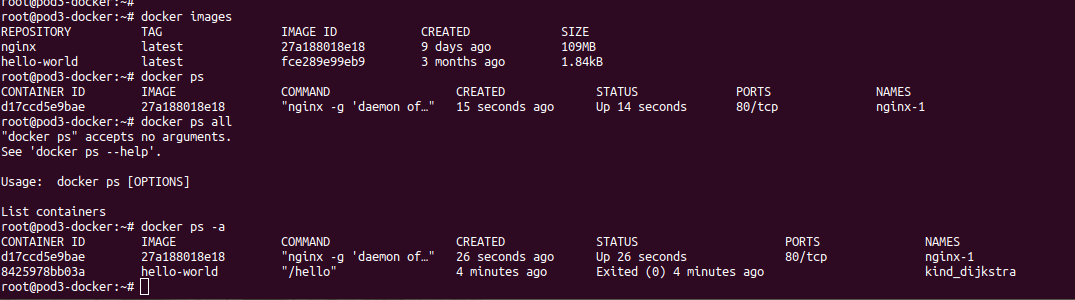 root@pod3-docker:~#
root@pod3-docker:~# docker images
REPOSITORY TAG IMAGE ID CREATED SIZE
nginx latest 27a188018e18 9 days ago 109MB
hello-world latest fce289e99eb9 3 months ago 1.84kB
root@pod3-docker:~# docker ps
CONTAINER ID IMAGE COMMAND CREATED STATUS PORTS NAMES
d17ccd5e9bae 27a188018e18 "nginx -g 'daemon of…" 15 seconds ago Up 14 seconds 80/tcp nginx-1
root@pod3-docker:~# docker ps all
"docker ps" accepts no arguments.
See 'docker ps --help'.
Usage: docker ps [OPTIONS]
List containers
root@pod3-docker:~# docker ps -a
CONTAINER ID IMAGE COMMAND CREATED STATUS PORTS NAMES
d17ccd5e9bae 27a188018e18 "nginx -g 'daemon of…" 26 seconds ago Up 26 seconds 80/tcp nginx-1
8425978bb03a hello-world "/hello" 4 minutes ago Exited (0) 4 minutes ago kind_dijkstra
root@pod3-docker:~#